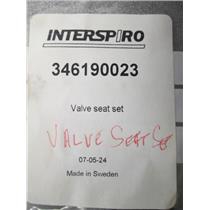 INTERSPIRO
346190023
Valve seat set
VALVE SEAT SET
07-05-24
Made in Sweden